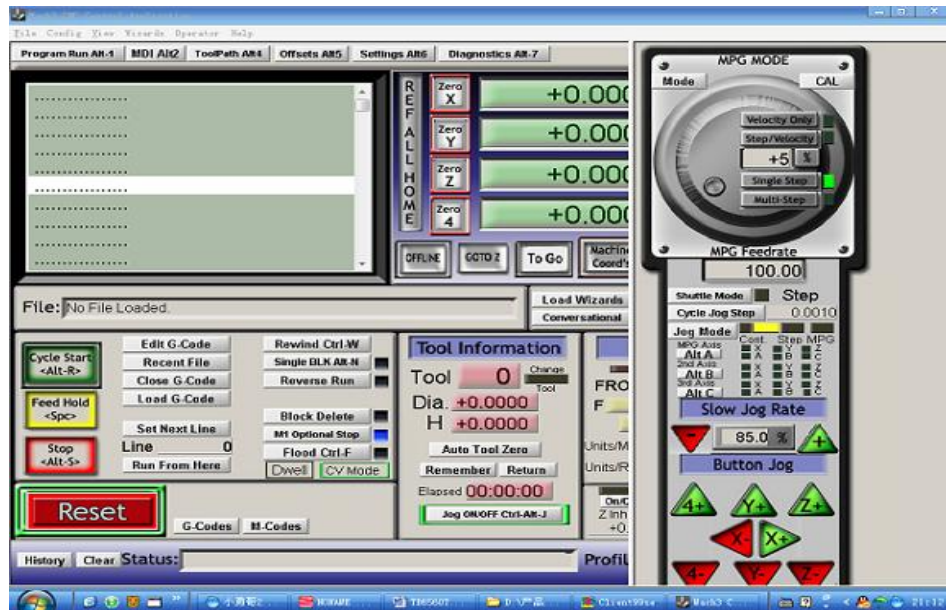 File Config View Wizards Operator Help
Program Run Alt-1 MDI Alt2 ToolPath Alt4 Offsets Alt5 Settings Alt6 Diagnostics Alt-7
REF ALL HOME
Zero X +0.000
Zero Y +0.000
Zero Z +0.000
Zero 4 +0.000
OFFLINE GOTO Z To Go Machine Coord's
File: No File Loaded.
Load Wizards
Conversational
Cycle Start <Alt-R>
Feed Hold <Spc>
Stop <Alt-S>
Edit G-Code
Recent File
Close G-Code
Load G-Code
Set Next Line
Line 0
Run From Here
Rewind Ctrl-W
Single BLK Alt-N
Reverse Run
Block Delete
M1 Optional Stop
Flood Ctrl-F
Dwell CV Mode
Reset
G-Codes M-Codes
Tool Information
Tool 0 Change Tool
Dia. +0.0000
H +0.0000
Auto Tool Zero
Remember Return
Elapsed 00:00:00
Jog ON/OFF Ctrl-Alt-J
FRO
F
Units/M
Units/R
On/O
Z Inh
+0.
History Clear Status:
Profil
MPG MODE
Mode CAL
Velocity Only
Step/Velocity
+5 %
Single Step
Multi-Step
MPG Feedrate
100.00
Shuttle Mode Step
Cycle Jog Step 0.0010
Jog Mode Cont. Step MPG
MPG Axis X Y Z
Alt A A B C
2nd Axis X Y Z
Alt B A B C
3rd Axis X Y Z
Alt C A B C
Slow Jog Rate
- 85.0 % +
Button Jog
4+ Y+ Z+
X- X+
4- Y- Z-
21:12